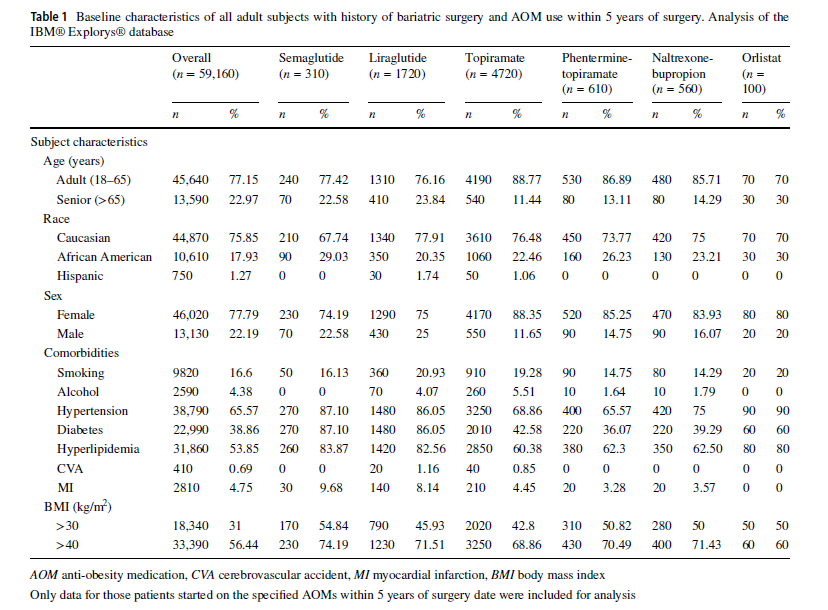 Table 1 Baseline characteristics of all adult subjects with history of bariatric surgery and AOM use within 5 years of surgery. Analysis of the
IBM® Explorys® database
Overall (n = 59,160) Semaglutide (n = 310) Liraglutide (n = 1720) Topiramate (n = 4720) Phentermine-topiramate (n = 610) Naltrexone-bupropion (n = 560) Orlistat (n = 100)
n % n % n % n % n % n % n %
Subject characteristics
Age (years)
Adult (18–65) 45,640 77.15 240 77.42 1310 76.16 4190 88.77 530 86.89 480 85.71 70 70
Senior (>65) 13,590 22.97 70 22.58 410 23.84 540 11.44 80 13.11 80 14.29 30 30
Race
Caucasian 44,870 75.85 210 67.74 1340 77.91 3610 76.48 450 73.77 420 75 70 70
African American 10,610 17.93 90 29.03 350 20.35 1060 22.46 160 26.23 130 23.21 30 30
Hispanic 750 1.27 0 0 30 1.74 50 1.06 0 0 0 0 0 0
Sex
Female 46,020 77.79 230 74.19 1290 75 4170 88.35 520 85.25 470 83.93 80 80
Male 13,130 22.19 70 22.58 430 25 550 11.65 90 14.75 90 16.07 20 20
Comorbidities
Smoking 9820 16.6 50 16.13 360 20.93 910 19.28 90 14.75 80 14.29 20 20
Alcohol 2590 4.38 0 0 70 4.07 260 5.51 10 1.64 10 1.79 0 0
Hypertension 38,790 65.57 270 87.10 1480 86.05 3250 68.86 400 65.57 420 75 90 90
Diabetes 22,990 38.86 270 87.10 1480 86.05 2010 42.58 220 36.07 220 39.29 60 60
Hyperlipidemia 31,860 53.85 260 83.87 1420 82.56 2850 60.38 380 62.3 350 62.50 80 80
CVA 410 0.69 0 0 20 1.16 40 0.85 0 0 0 0 0 0
MI 2810 4.75 30 9.68 140 8.14 210 4.45 20 3.28 20 3.57 0 0
BMI (kg/m²)
>30 18,340 31 170 54.84 790 45.93 2020 42.8 310 50.82 280 50 50 50
>40 33,390 56.44 230 74.19 1230 71.51 3250 68.86 430 70.49 400 71.43 60 60
AOM anti-obesity medication, CVA cerebrovascular accident, MI myocardial infarction, BMI body mass index
Only data for those patients started on the specified AOMs within 5 years of surgery date were included for analysis